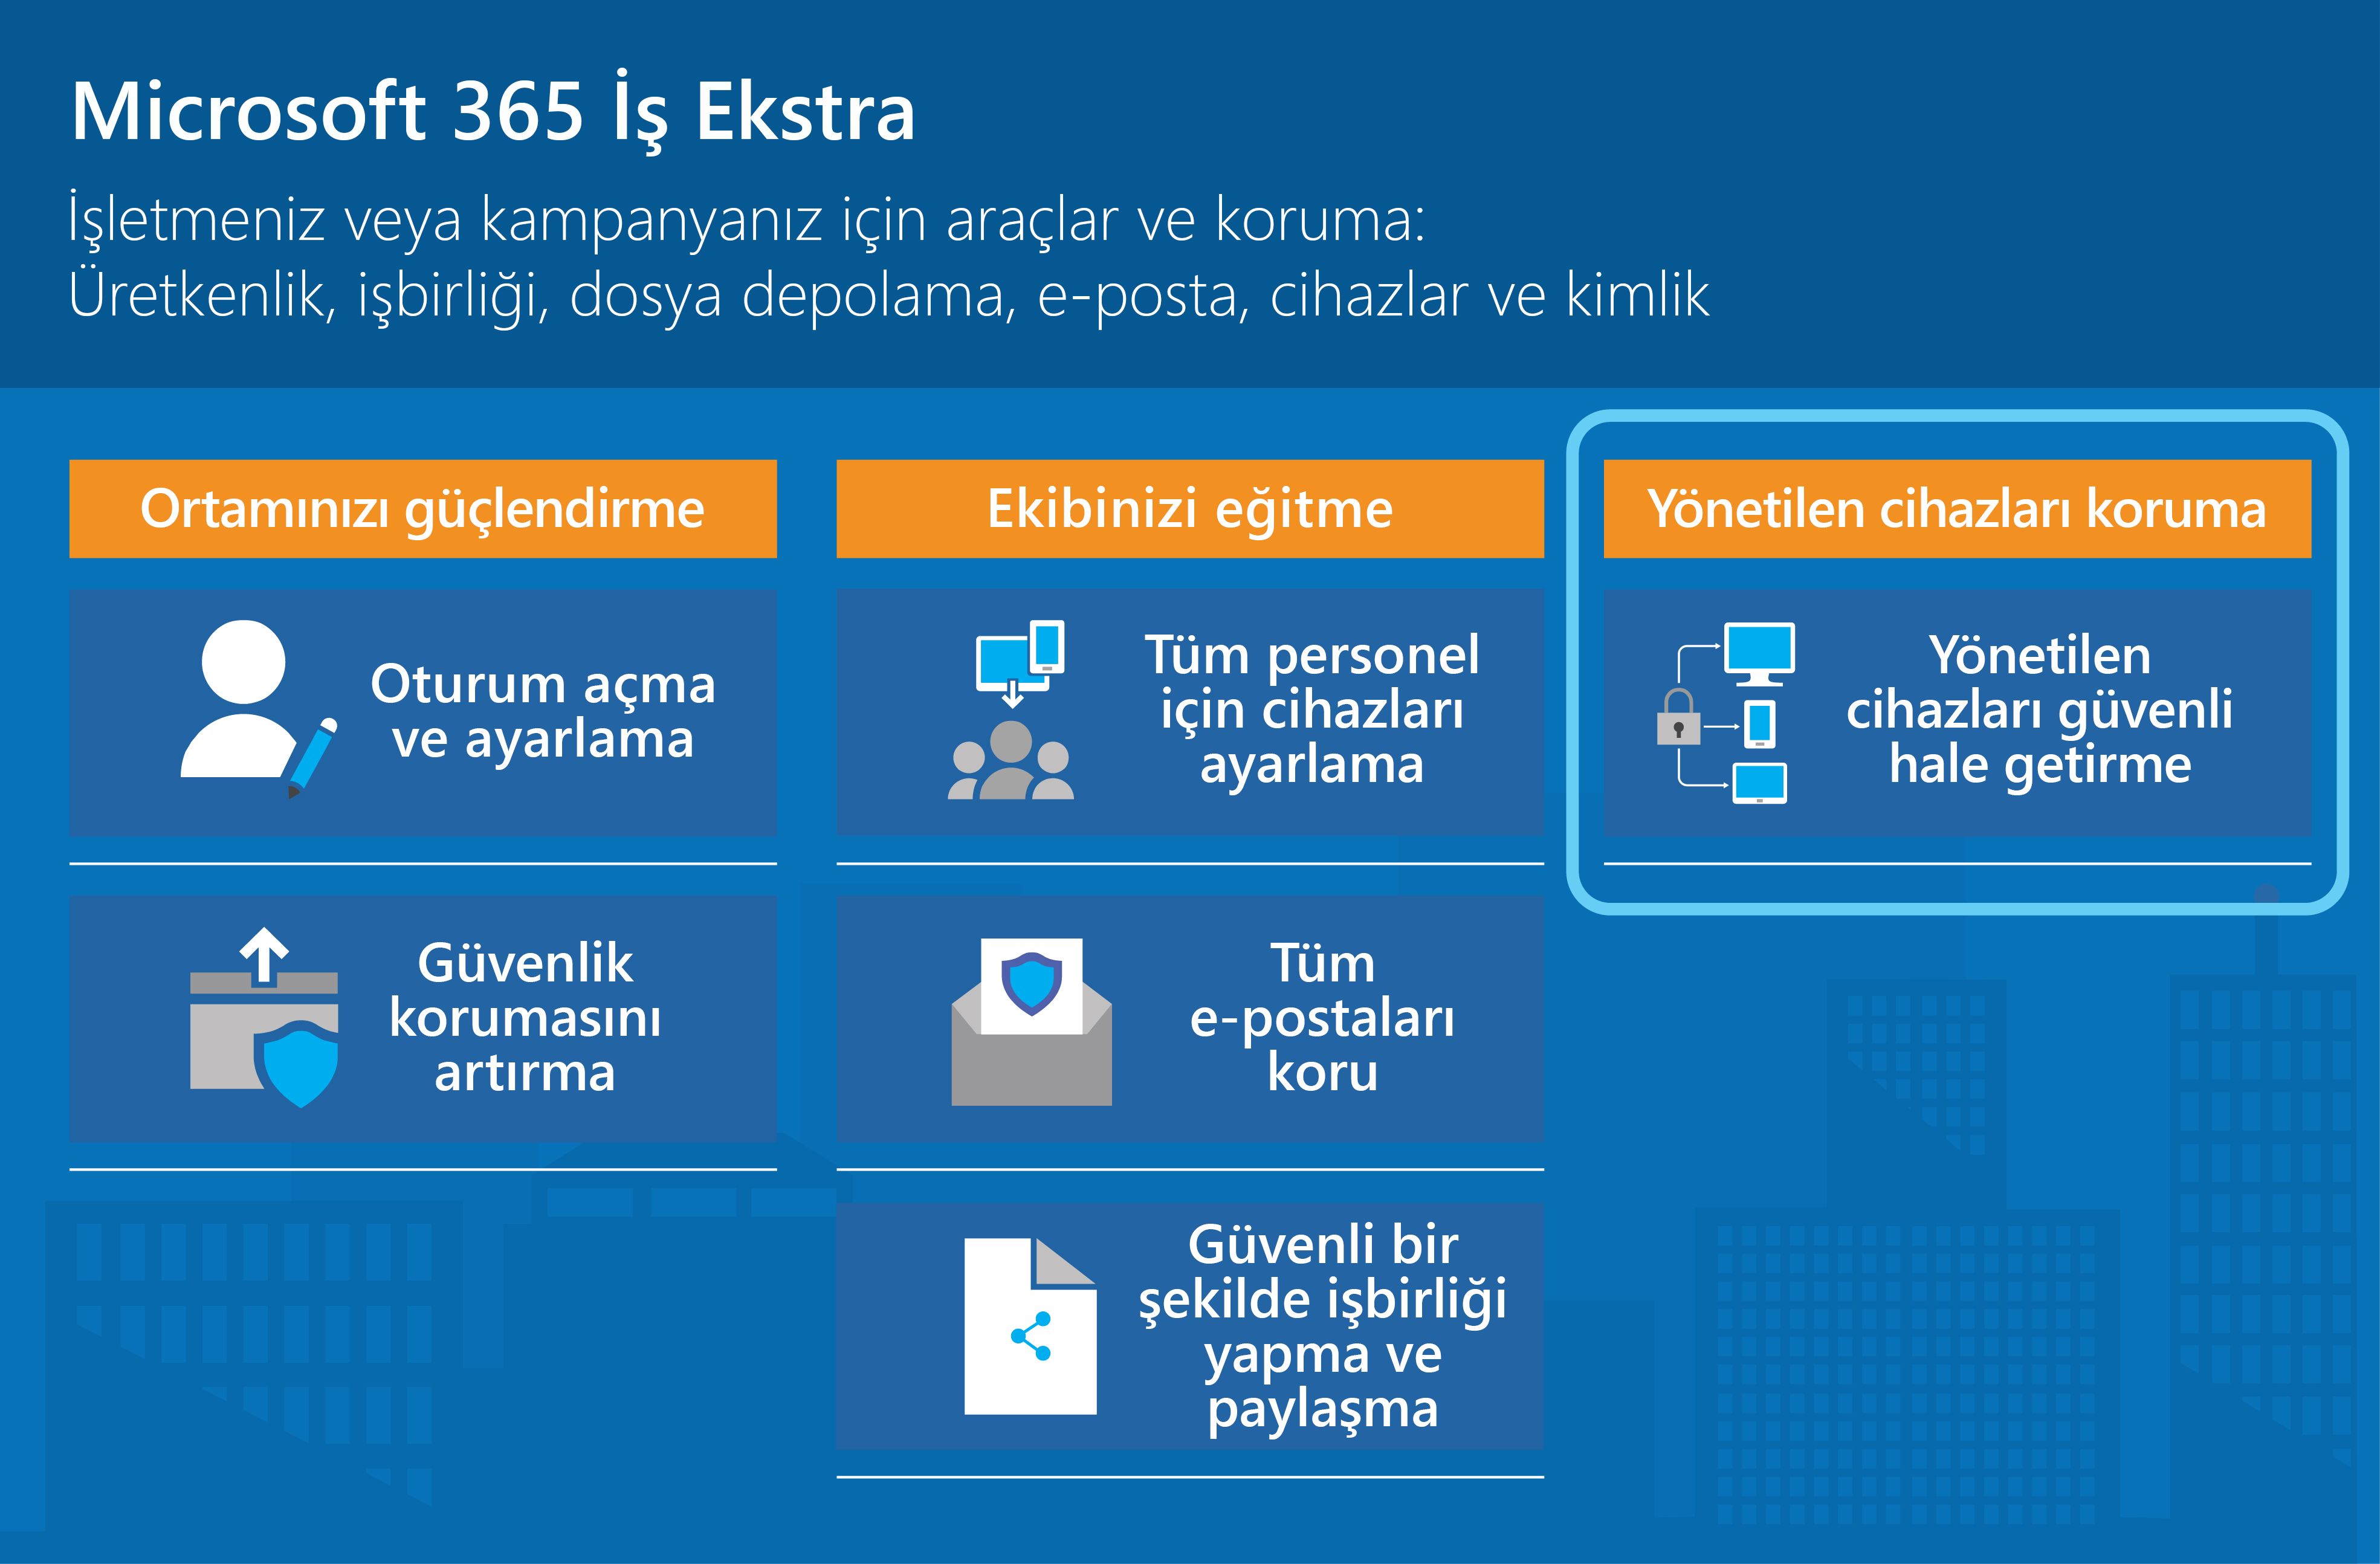 Microsoft 365 İş Ekstra
İşletmeniz veya kampanyanız için araçlar ve koruma:
Üretkenlik, işbirliği, dosya depolama, e-posta, cihazlar ve kimlik
Ortamınızı güçlendirme
Oturum açma
ve ayarlama
Güvenlik
korumasını
artırma
Ekibinizi eğitme
Tüm personel
için cihazları
ayarlama
Tüm
e-postaları
koru
Güvenli bir
şekilde işbirliği
yapma ve
paylaşma
Yönetilen cihazları koruma
Yönetilen
cihazları güvenli
hale getirme